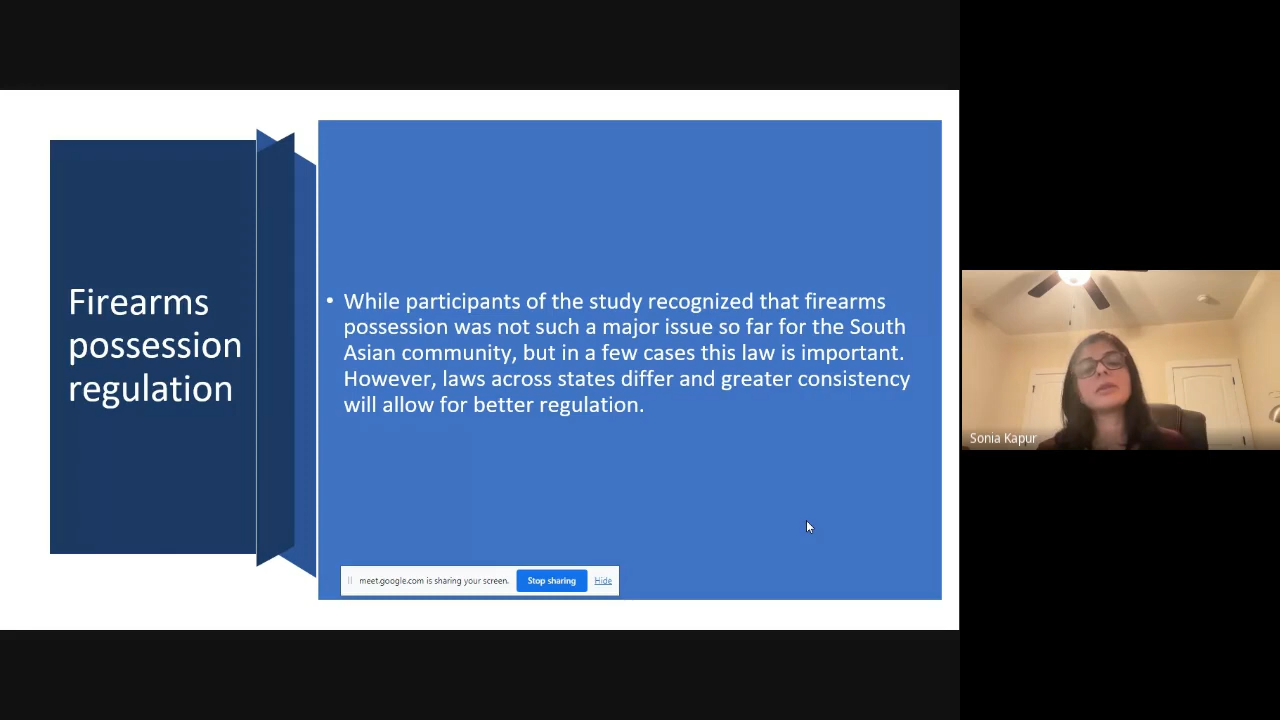 Firearms
possession
regulation
• While participants of the study recognized that firearms
possession was not such a major issue so far for the South
Asian community, but in a few cases this law is important.
However, laws across states differ and greater consistency
will allow for better regulation.
meet.google.com is sharing your screen. Stop sharing Hide
Sonia Kapur